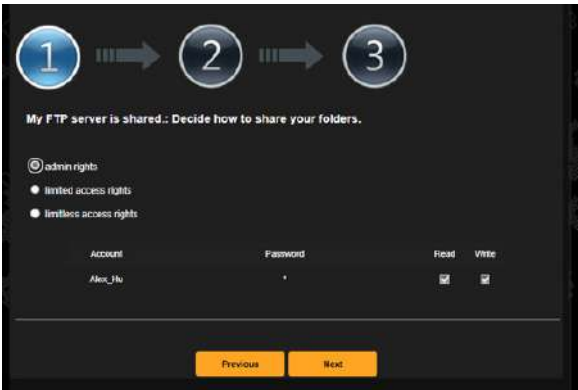 1 2 3
My FTP server is shared.: Decide how to share your folders.
admin rights
limited access rights
limitless access rights
Account Password Read Write
Alex_Hu *
Previous Next